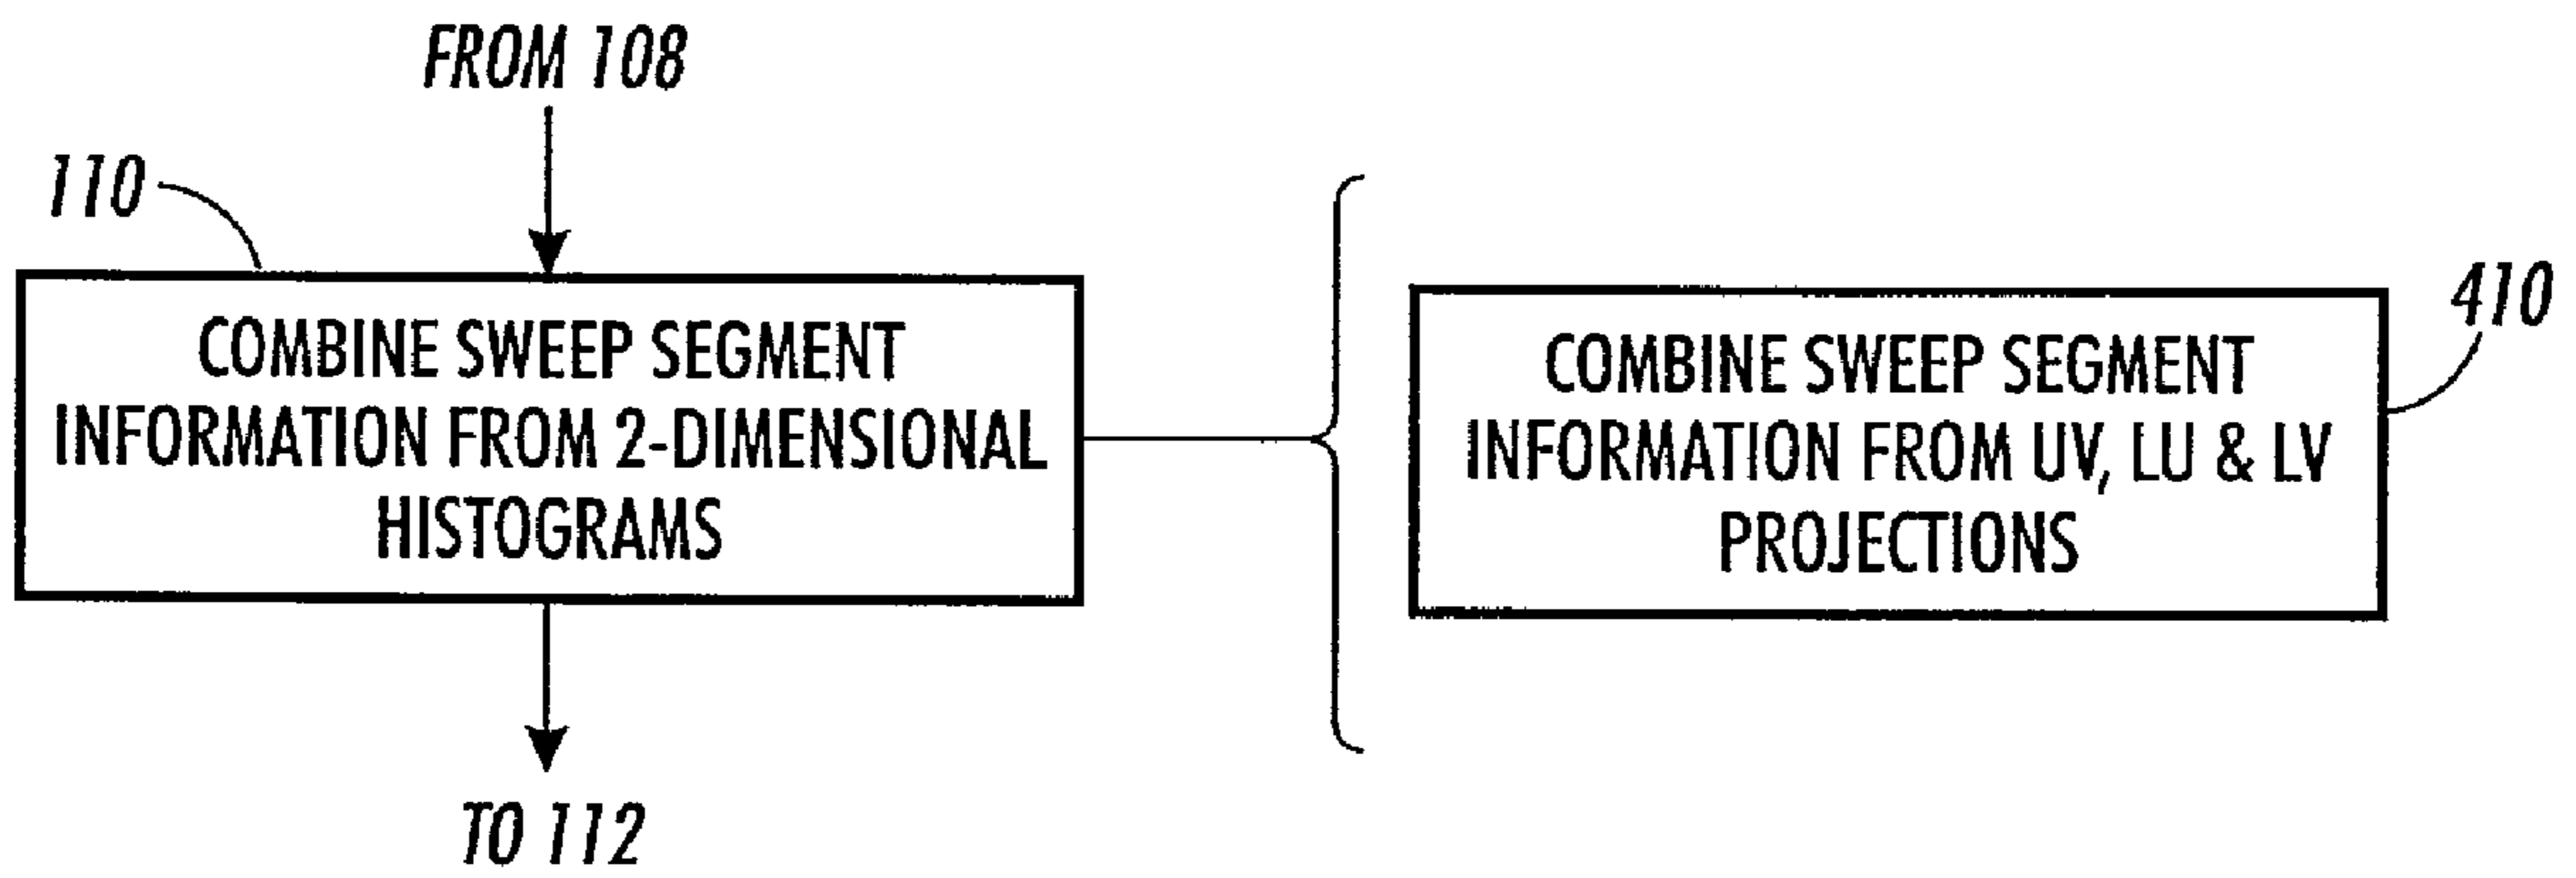 FROM 108
110
COMBINE SWEEP SEGMENT
INFORMATION FROM 2-DIMENSIONAL
HISTOGRAMS
TO 112
410
COMBINE SWEEP SEGMENT
INFORMATION FROM UV, LU & LV
PROJECTIONS